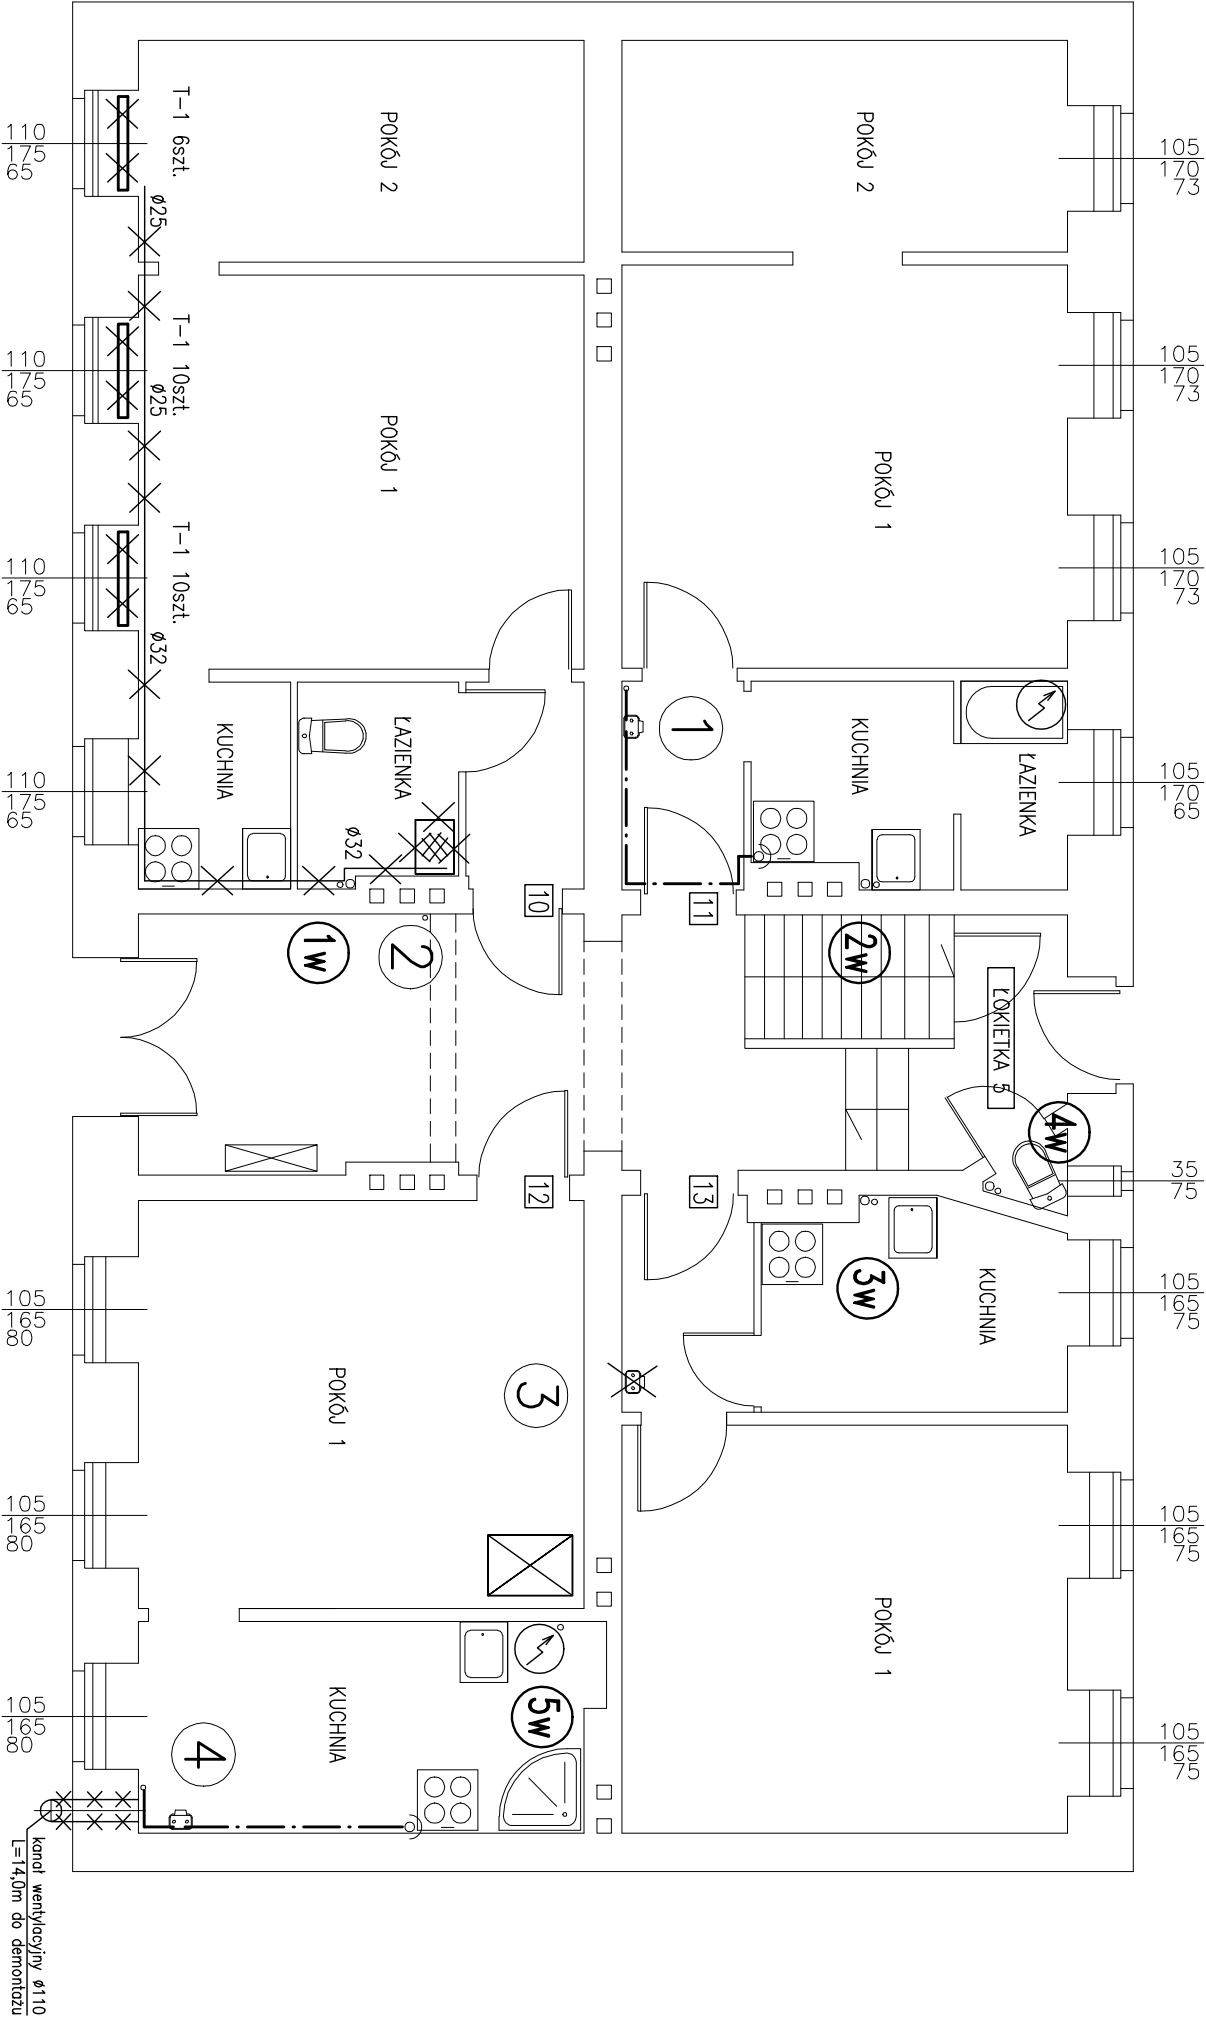 110
175
65
110
175
65
110
175
65
110
175
65
105
165
80
105
165
80
105
165
80
T-1 6szt.
ø25
T-1 10szt.
ø25
T-1 10szt.
ø32
POKÓJ 2
POKÓJ 1
KUCHNIA
ŁAZIENKA
ø32
POKÓJ 2
POKÓJ 1
KUCHNIA
ŁAZIENKA
1
10
11
1w
2
2w
ŁOKIETKA 5
4w
12
13
3w
KUCHNIA
POKÓJ 1
3
POKÓJ 1
KUCHNIA
5w
4
kanał wentylacyjny ø110
L=14,0m do demontażu
105
170
73
105
170
73
105
170
73
105
170
65
35
75
105
165
75
105
165
75
105
165
75